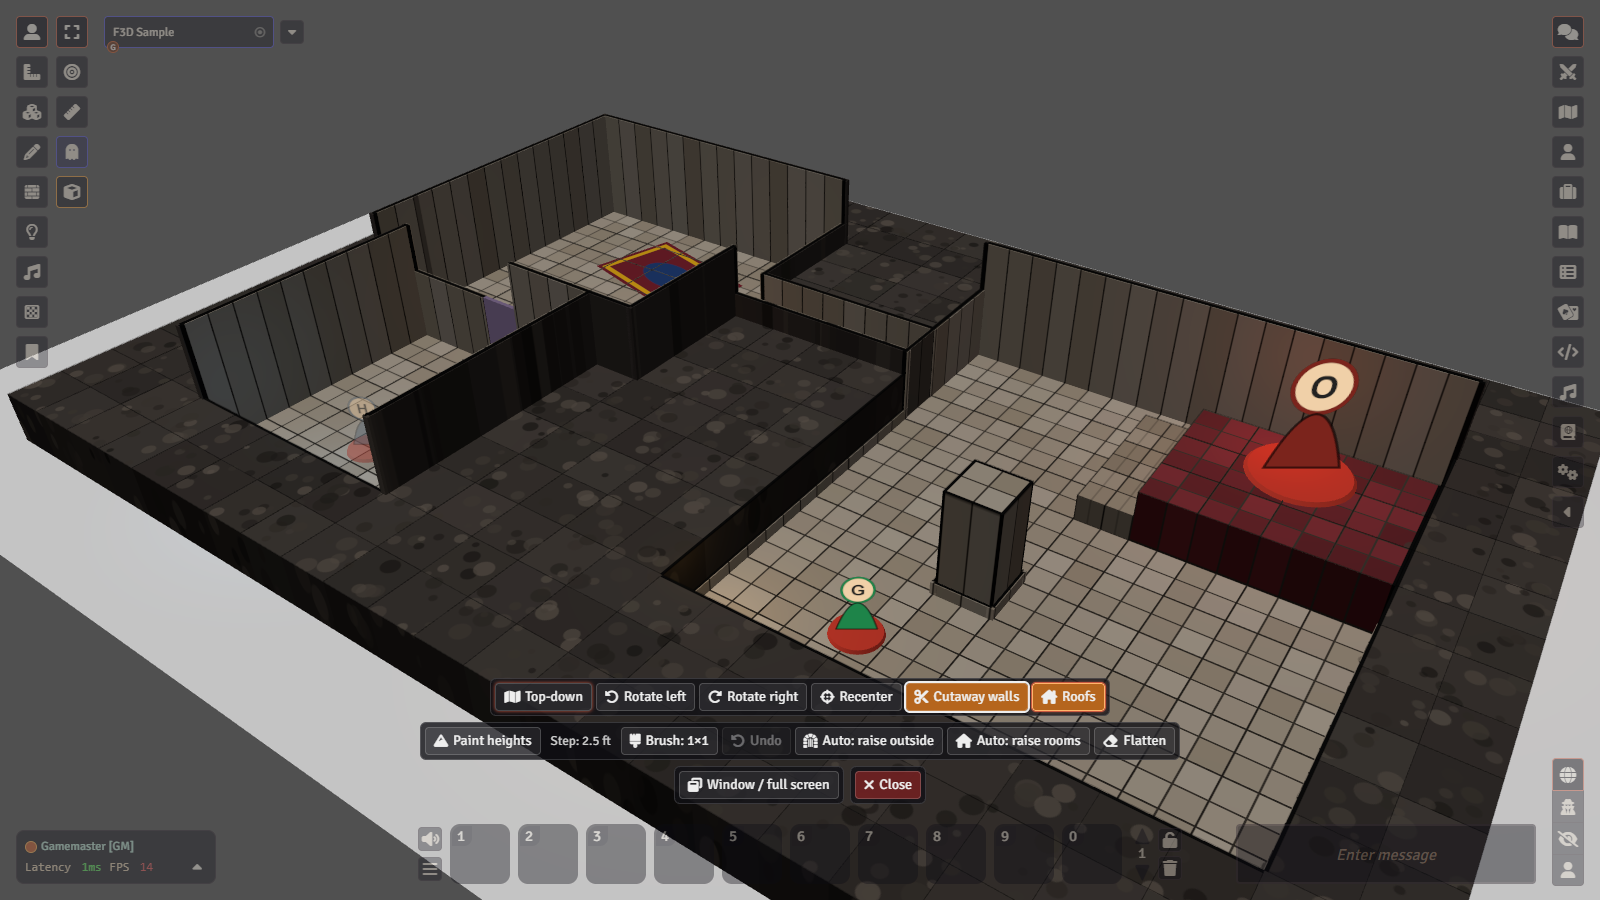 F3D Sample
G
H
O
G
Top-down
Rotate left
Rotate right
Recenter
Cutaway walls
Roofs
Paint heights
Step: 2.5 ft
Brush: 1×1
Undo
Auto: raise outside
Auto: raise rooms
Flatten
Window / full screen
Close
Gamemaster [GM]
Latency 1ms FPS 14
1 2 3 4 5 6 7 8 9 0
1
Enter message